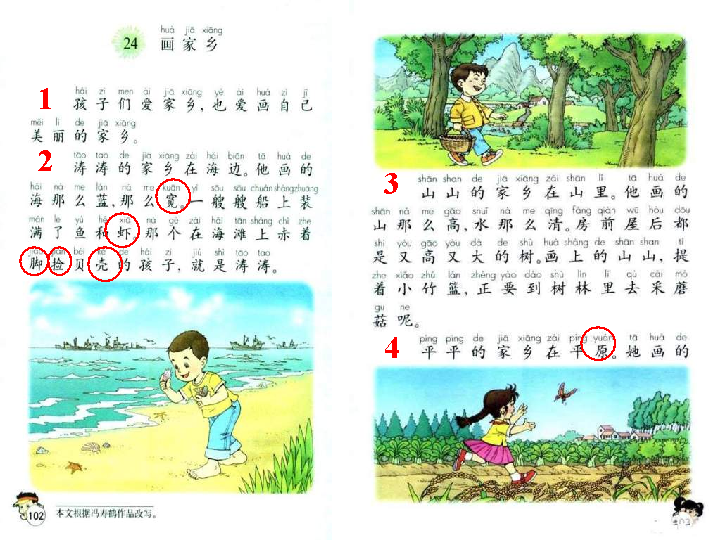 huà jiā xiāng
24 画家乡
1
hái zi men ài jiā xiāng yě ài huà zì jǐ
孩子们爱家乡，也爱画自己
měi lì de jiā xiāng
美丽的家乡。
2
tāo tao de jiā xiāng zài hǎi biān tā huà de
涛涛的家乡在海边。他画的
hǎi nà me lán nà me kuān yì sōu sōu chuán shàng zhuāng
海那么蓝，那么宽。一艘艘船上装
mǎn le yú hé xiā nà gè zài hǎi tān shàng chì zhe
满了鱼和虾。那个在海滩上赤着
jiǎo jiǎn bèi ké de hái zi jiù shì tāo tao
脚捡贝壳的孩子，就是涛涛。
102 本文根据冯寿鹤作品改写。
3
shān shan de jiā xiāng zài shān lǐ tā huà de
山山的家乡在山里。他画的
shān nà me gāo shuǐ nà me qīng fáng qián wū hòu dōu
山那么高，水那么清。房前屋后都
shì yòu gāo yòu dà de shù huà shàng de shān shan tí
是又高又大的树。画上的山山，提
zhe xiǎo zhú lán zhèng yào dào shù lín lǐ qù cǎi mó
着小竹篮，正要到树林里去采蘑
gu ne
菇呢。
4
píng ping de jiā xiāng zài píng yuán tā huà de
平平的家乡在平原。她画的
103